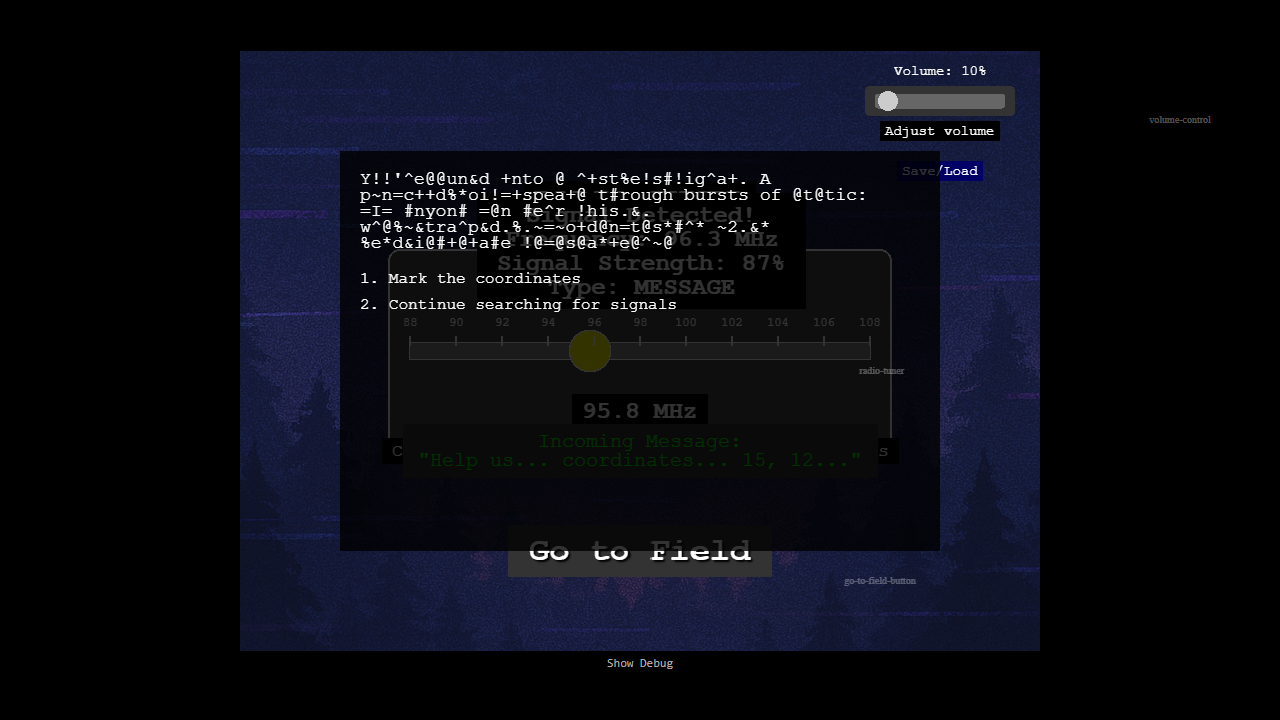 Volume: 10%
volume-control
Adjust volume
Save/Load
Y!!'^e@@un&d +nto @ ^+st%e!s#!ig^a+. A
p~n=c++d%*oi!=+spea+@ t#rough bursts of @t@tic:
=I= #nyon# =@n #e^r !his.&.
w^@%~&tra^p&d.%.~=~o+d@n=t@s*#^* ~2.&*
%e*d&i@#+@+a#e !@=@s@a*+e@^~@
Signal Detected!
Frequency: 96.3 MHz
Signal Strength: 87%
Type: MESSAGE
1. Mark the coordinates
2. Continue searching for signals
88 90 92 94 96 98 100 102 104 106 108
radio-tuner
95.8 MHz
Incoming Message:
"Help us... coordinates... 15, 12..."
Go to Field
go-to-field-button
Show Debug